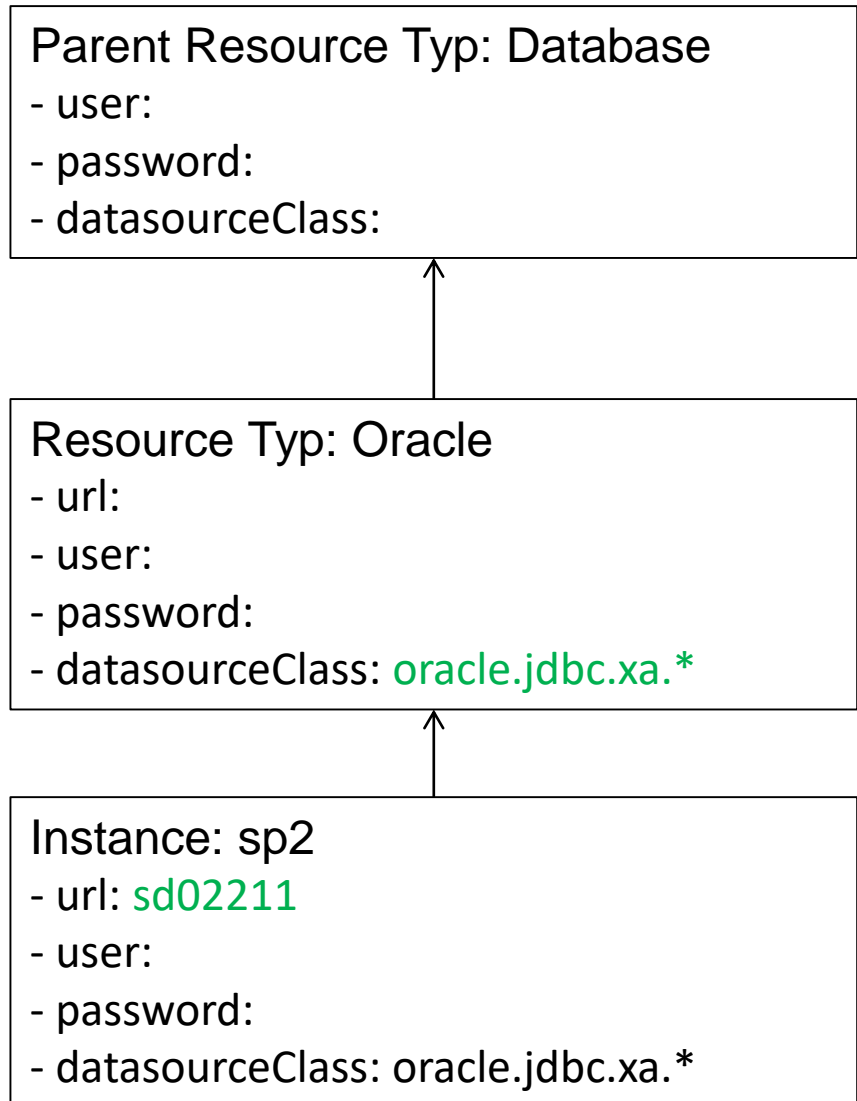 Parent Resource Typ: Database
- user:
- password:
- datasourceClass:
Resource Typ: Oracle
- url:
- user:
- password:
- datasourceClass: oracle.jdbc.xa.*
Instance: sp2
- url: sd02211
- user:
- password:
- datasourceClass: oracle.jdbc.xa.*